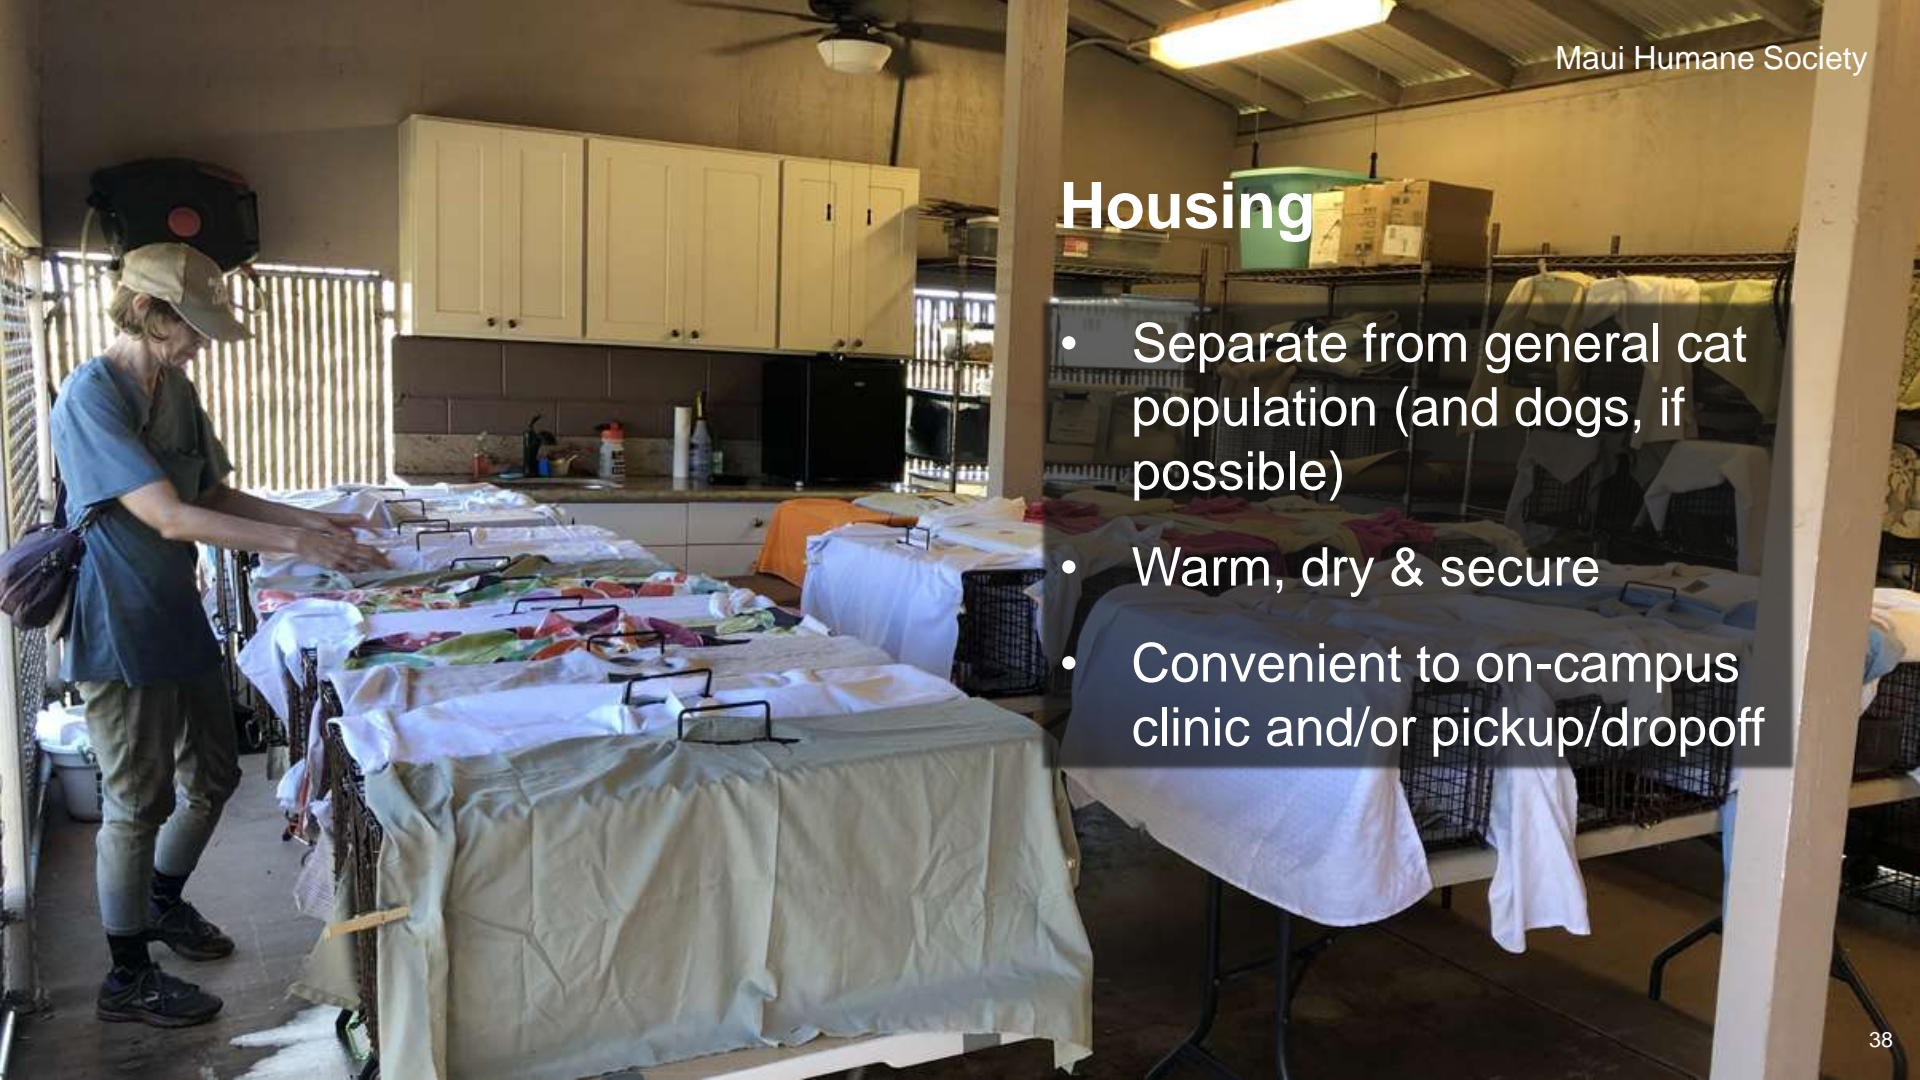 Maui Humane Society
Housing
• Separate from general cat
population (and dogs, if
possible)
• Warm, dry & secure
• Convenient to on-campus
clinic and/or pickup/dropoff
38